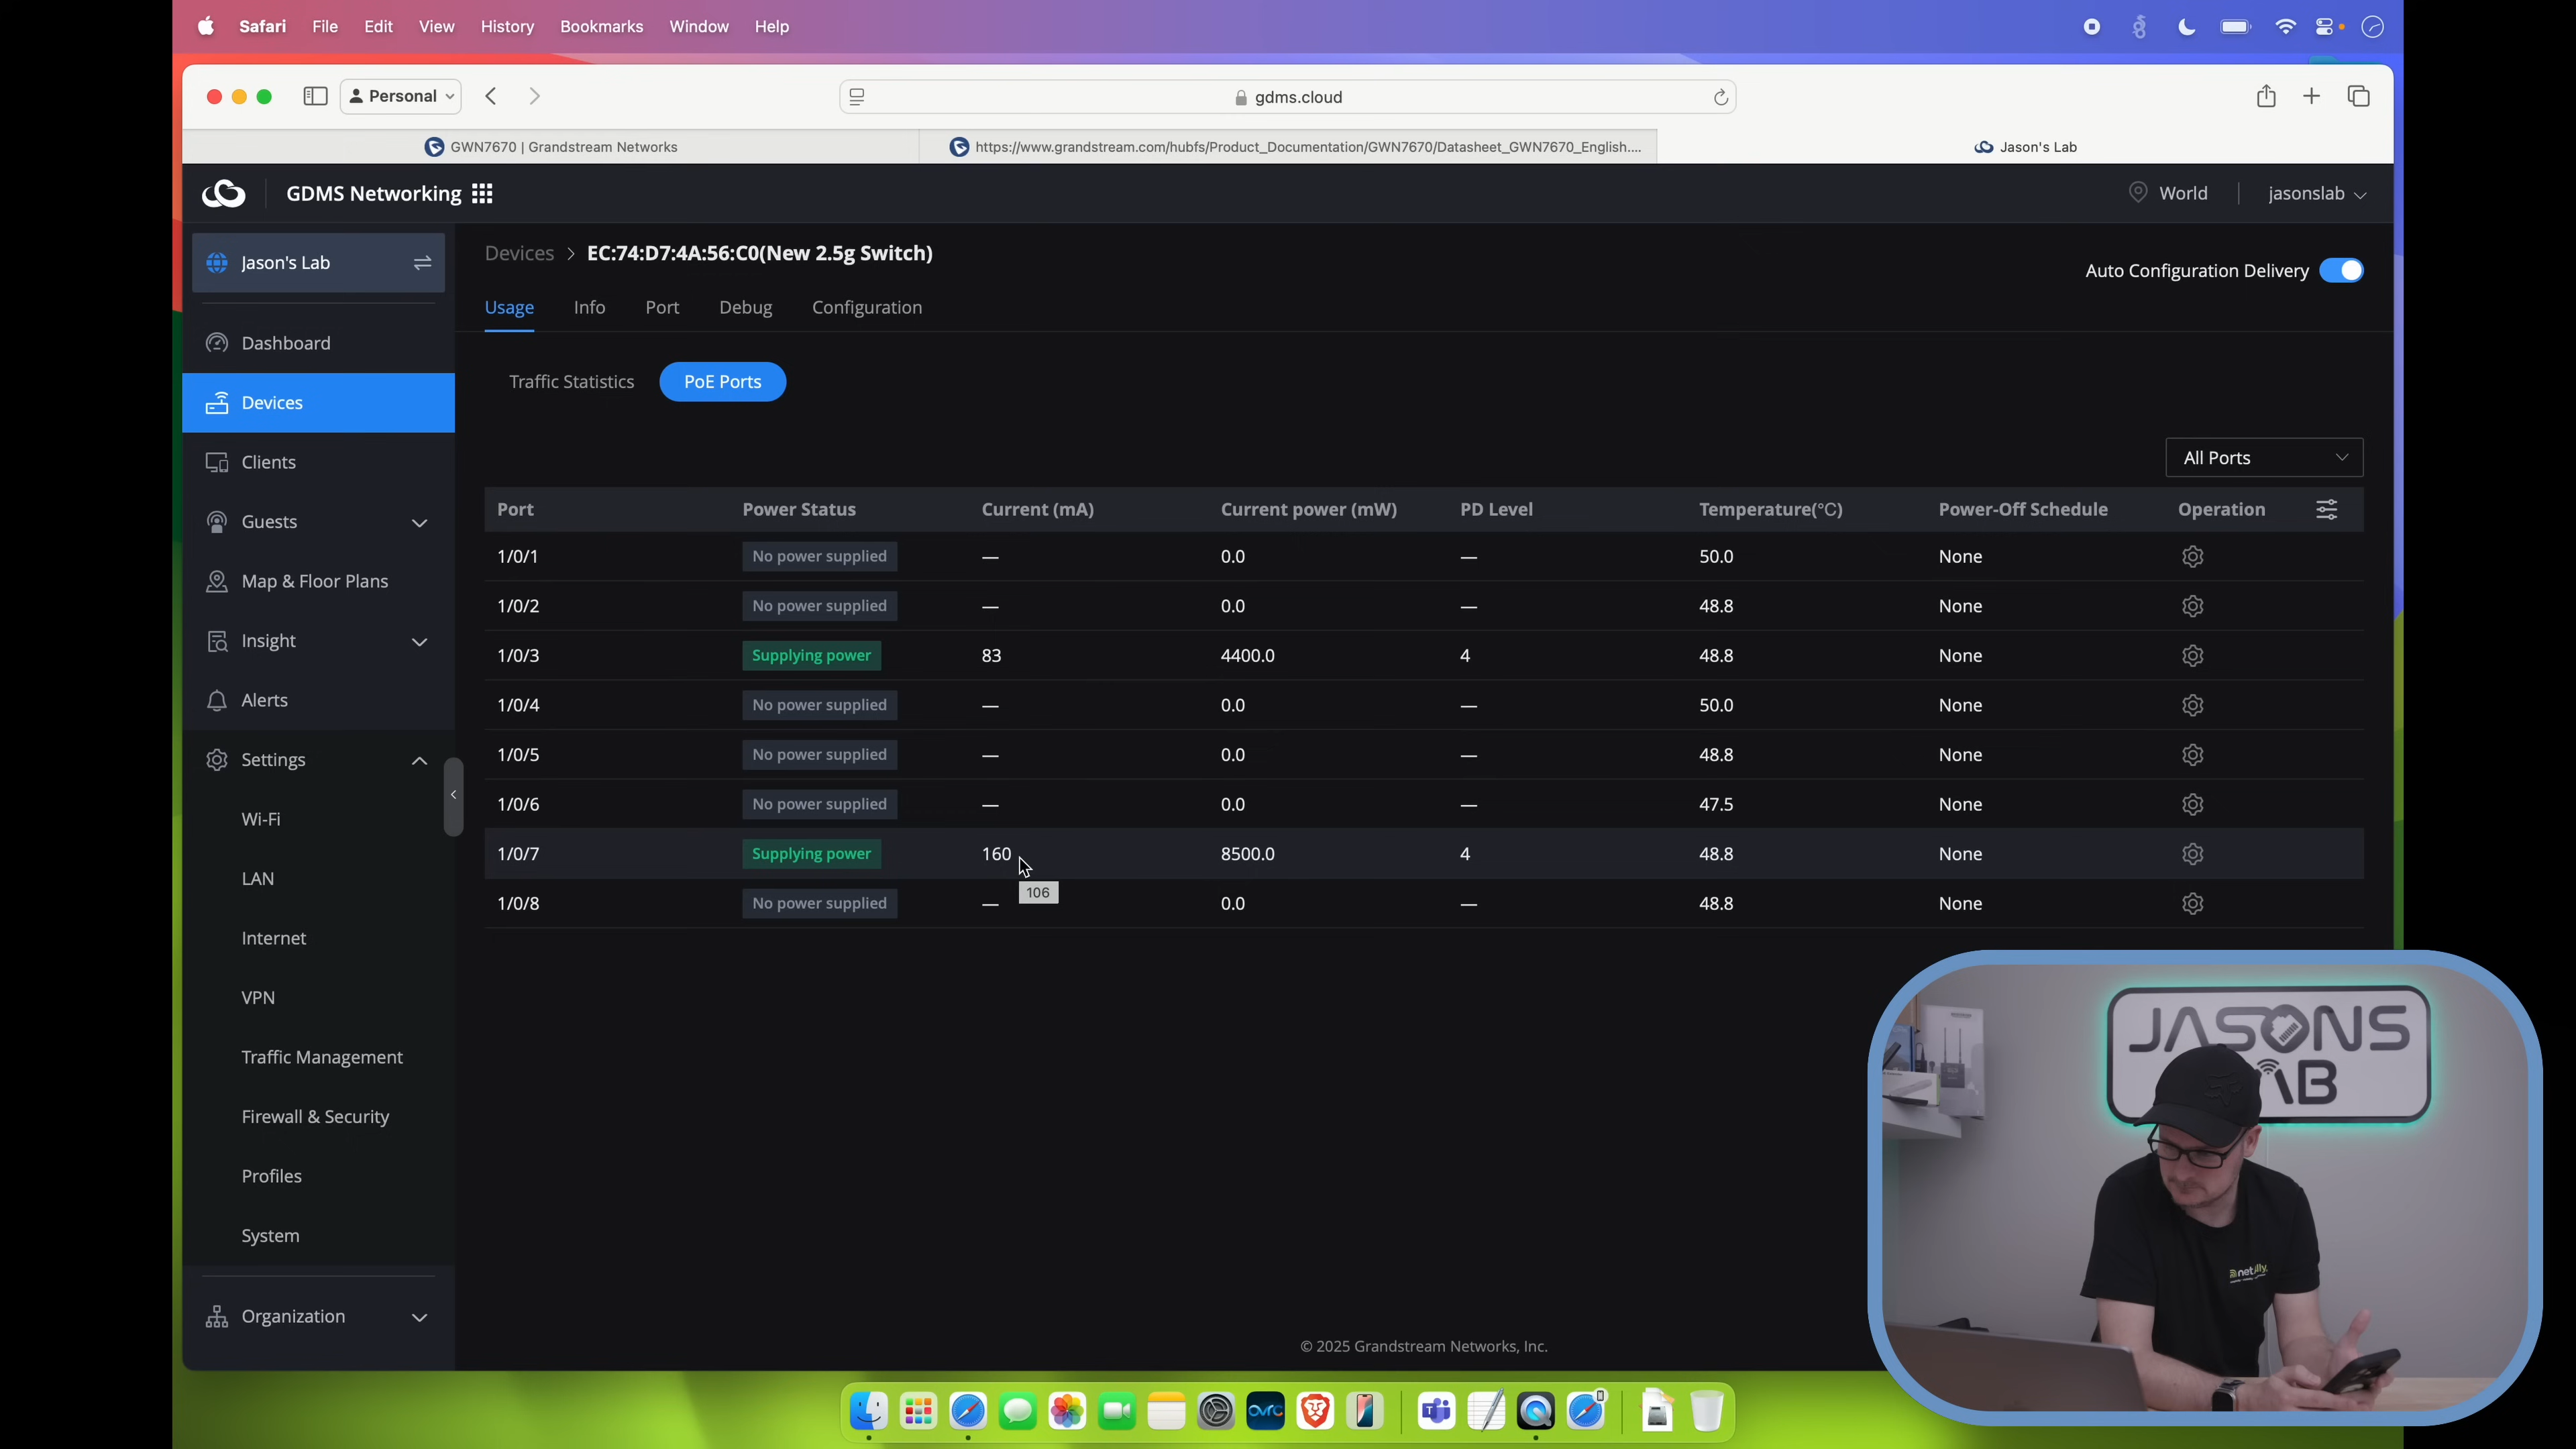 Safari File Edit View History Bookmarks Window Help
Personal
gdms.cloud
GWN7670 | Grandstream Networks
https://www.grandstream.com/hubfs/Product_Documentation/GWN7670/Datasheet_GWN7670_English....
Jason's Lab
GDMS Networking
World
jasonslab
Jason's Lab
Dashboard
Devices
Clients
Guests
Map & Floor Plans
Insight
Alerts
Settings
Wi-Fi
LAN
Internet
VPN
Traffic Management
Firewall & Security
Profiles
System
Organization
Devices > EC:74:D7:4A:56:C0(New 2.5g Switch)
Auto Configuration Delivery
Usage Info Port Debug Configuration
Traffic Statistics PoE Ports
All Ports
Port Power Status Current (mA) Current power (mW) PD Level Temperature(°C) Power-Off Schedule Operation
1/0/1 No power supplied — 0.0 — 50.0 None
1/0/2 No power supplied — 0.0 — 48.8 None
1/0/3 Supplying power 83 4400.0 4 48.8 None
1/0/4 No power supplied — 0.0 — 50.0 None
1/0/5 No power supplied — 0.0 — 48.8 None
1/0/6 No power supplied — 0.0 — 47.5 None
1/0/7 Supplying power 160 8500.0 4 48.8 None
106
1/0/8 No power supplied — 0.0 — 48.8 None
© 2025 Grandstream Networks, Inc.
JASONS
ovrc